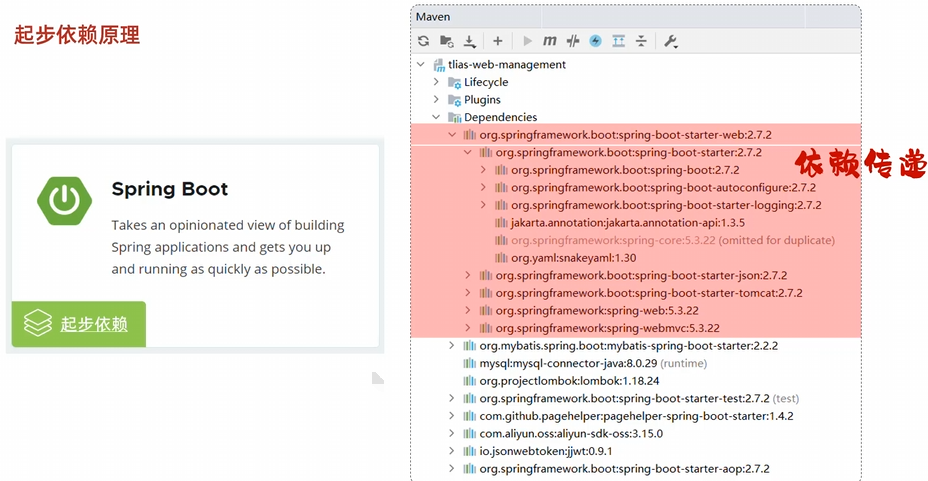 起步依赖原理
Spring Boot
Takes an opinionated view of building
Spring applications and gets you up
and running as quickly as possible.
起步依赖
Maven
tlias-web-management
Lifecycle
Plugins
Dependencies
org.springframework.boot:spring-boot-starter-web:2.7.2
org.springframework.boot:spring-boot-starter:2.7.2
org.springframework.boot:spring-boot:2.7.2
org.springframework.boot:spring-boot-autoconfigure:2.7.2
org.springframework.boot:spring-boot-starter-logging:2.7.2
jakarta.annotation:jakarta.annotation-api:1.3.5
org.springframework:spring-core:5.3.22 (omitted for duplicate)
org.yaml:snakeyaml:1.30
org.springframework.boot:spring-boot-starter-json:2.7.2
org.springframework.boot:spring-boot-starter-tomcat:2.7.2
org.springframework:spring-web:5.3.22
org.springframework:spring-webmvc:5.3.22
org.mybatis.spring.boot:mybatis-spring-boot-starter:2.2.2
mysql:mysql-connector-java:8.0.29 (runtime)
org.projectlombok:lombok:1.18.24
org.springframework.boot:spring-boot-starter-test:2.7.2 (test)
com.github.pagehelper:pagehelper-spring-boot-starter:1.4.2
com.aliyun.oss:aliyun-sdk-oss:3.15.0
io.jsonwebtoken:jjwt:0.9.1
org.springframework.boot:spring-boot-starter-aop:2.7.2
依赖传递